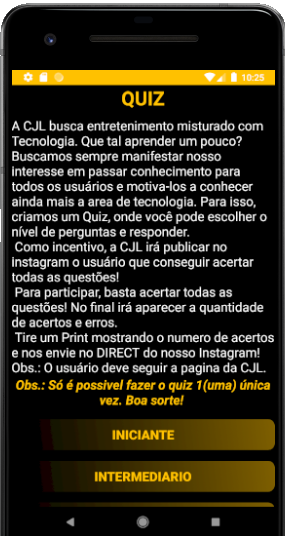 10:25
QUIZ
A CJL busca entretenimento misturado com
Tecnologia. Que tal aprender um pouco?
Buscamos sempre manifestar nosso
interesse em passar conhecimento para
todos os usuários e motiva-los a conhecer
ainda mais a area de tecnologia. Para isso,
criamos um Quiz, onde você pode escolher o
nível de perguntas e responder.
Como incentivo, a CJL irá publicar no
instagram o usuário que conseguir acertar
todas as questões!
Para participar, basta acertar todas as
questões! No final irá aparecer a quantidade
de acertos e erros.
Tire um Print mostrando o numero de acertos
e nos envie no DIRECT do nosso Instagram!
Obs.: O usuário deve seguir a pagina da CJL.
Obs.: Só é possivel fazer o quiz 1(uma) única
vez. Boa sorte!
INICIANTE
INTERMEDIARIO